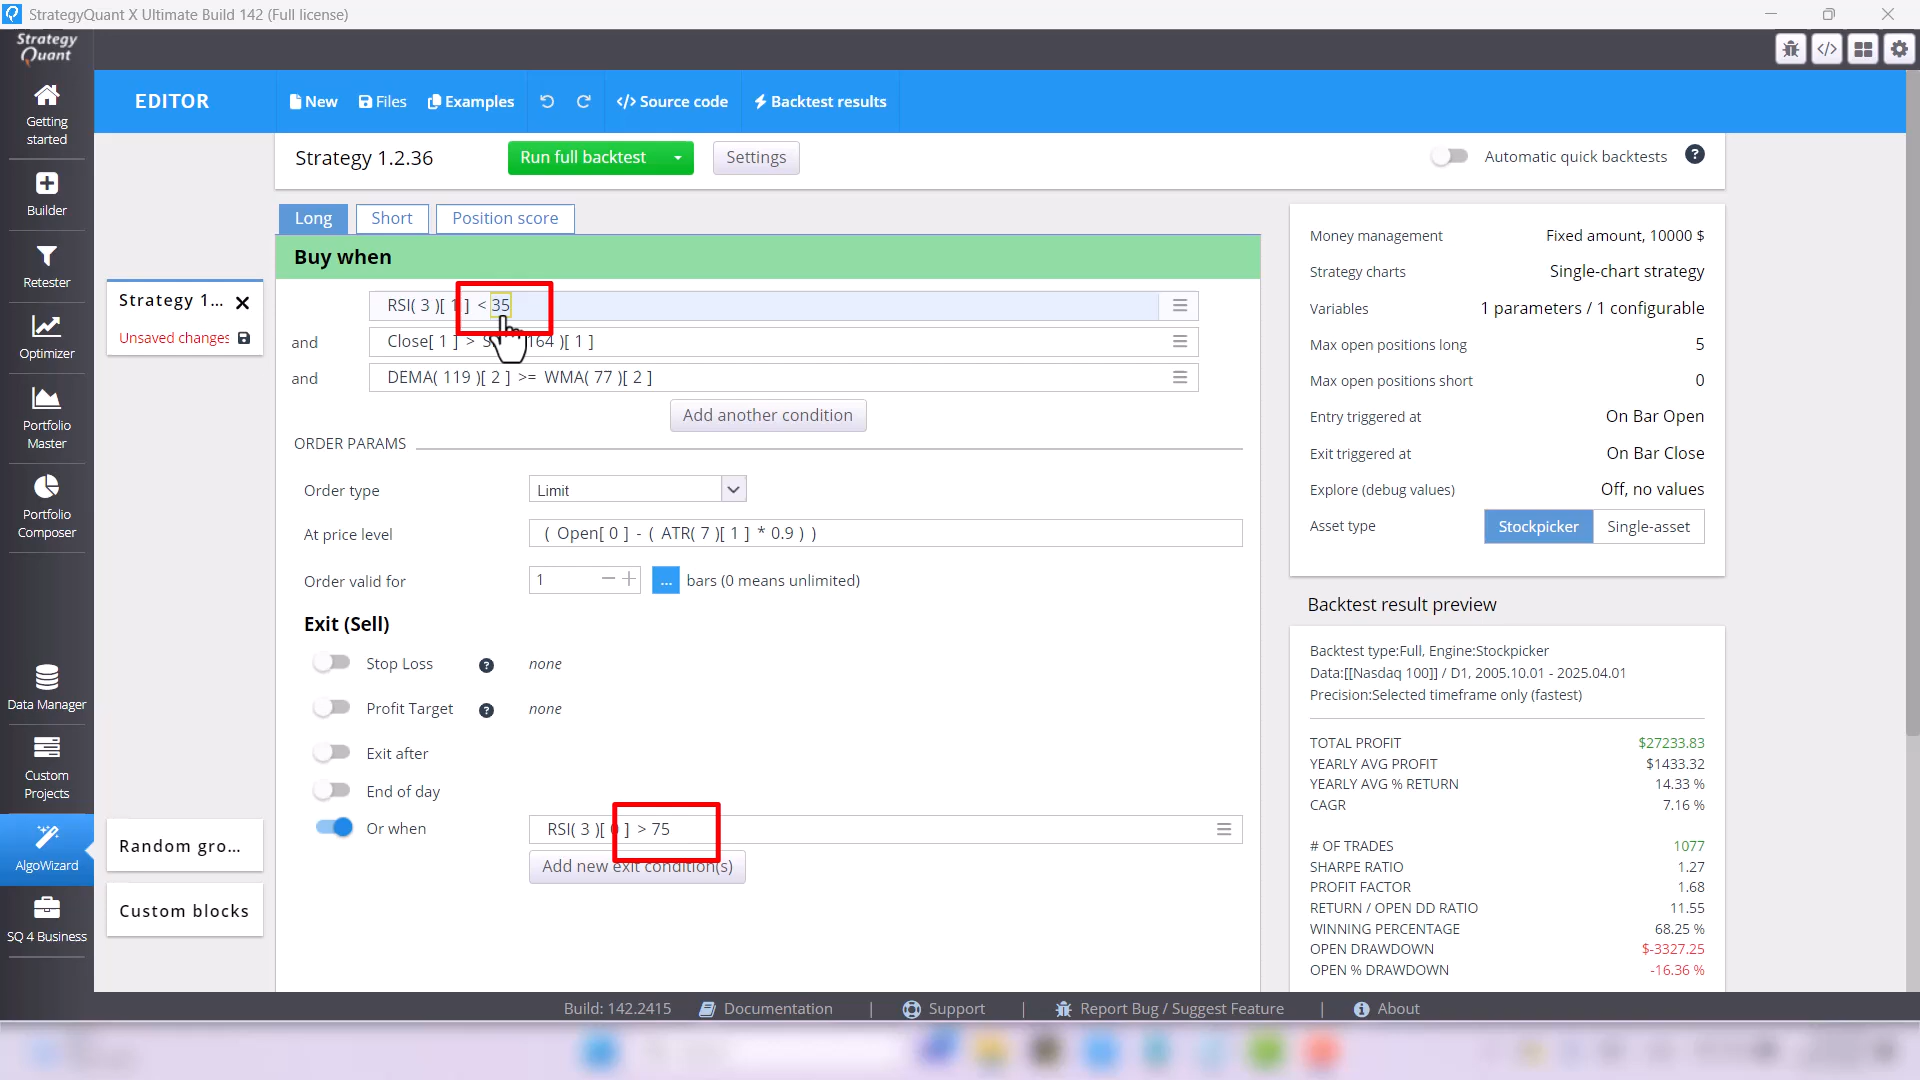 StrategyQuant X Ultimate Build 142 (Full license)
Strategy
Quant
EDITOR
New
Files
Examples
</> Source code
Backtest results
Getting
started
Builder
Retester
Optimizer
Portfolio
Master
Portfolio
Composer
Data Manager
Custom
Projects
AlgoWizard
SQ 4 Business
Strategy 1...
Unsaved changes
Random gro...
Custom blocks
Strategy 1.2.36
Run full backtest
Settings
Automatic quick backtests
?
Long
Short
Position score
Buy when
RSI( 3 )[ 1 ] < 35
and
Close[ 1 ] > 164 )[ 1 ]
and
DEMA( 119 )[ 2 ] >= WMA( 77 )[ 2 ]
Add another condition
ORDER PARAMS
Order type
Limit
At price level
( Open[ 0 ] - ( ATR( 7 )[ 1 ] * 0.9 ) )
Order valid for
1
...
bars (0 means unlimited)
Exit (Sell)
Stop Loss
?
none
Profit Target
?
none
Exit after
End of day
Or when
RSI( 3 )[ 0 ] > 75
Add new exit condition(s)
Money management
Fixed amount, 10000 $
Strategy charts
Single-chart strategy
Variables
1 parameters / 1 configurable
Max open positions long
5
Max open positions short
0
Entry triggered at
On Bar Open
Exit triggered at
On Bar Close
Explore (debug values)
Off, no values
Asset type
Stockpicker
Single-asset
Backtest result preview
Backtest type:Full, Engine:Stockpicker
Data:[[Nasdaq 100]] / D1, 2005.10.01 - 2025.04.01
Precision:Selected timeframe only (fastest)
TOTAL PROFIT
$27233.83
YEARLY AVG PROFIT
$1433.32
YEARLY AVG % RETURN
14.33 %
CAGR
7.16 %
# OF TRADES
1077
SHARPE RATIO
1.27
PROFIT FACTOR
1.68
RETURN / OPEN DD RATIO
11.55
WINNING PERCENTAGE
68.25 %
OPEN DRAWDOWN
$-3327.25
OPEN % DRAWDOWN
-16.36 %
Build: 142.2415
Documentation
|
Support
|
Report Bug / Suggest Feature
|
About